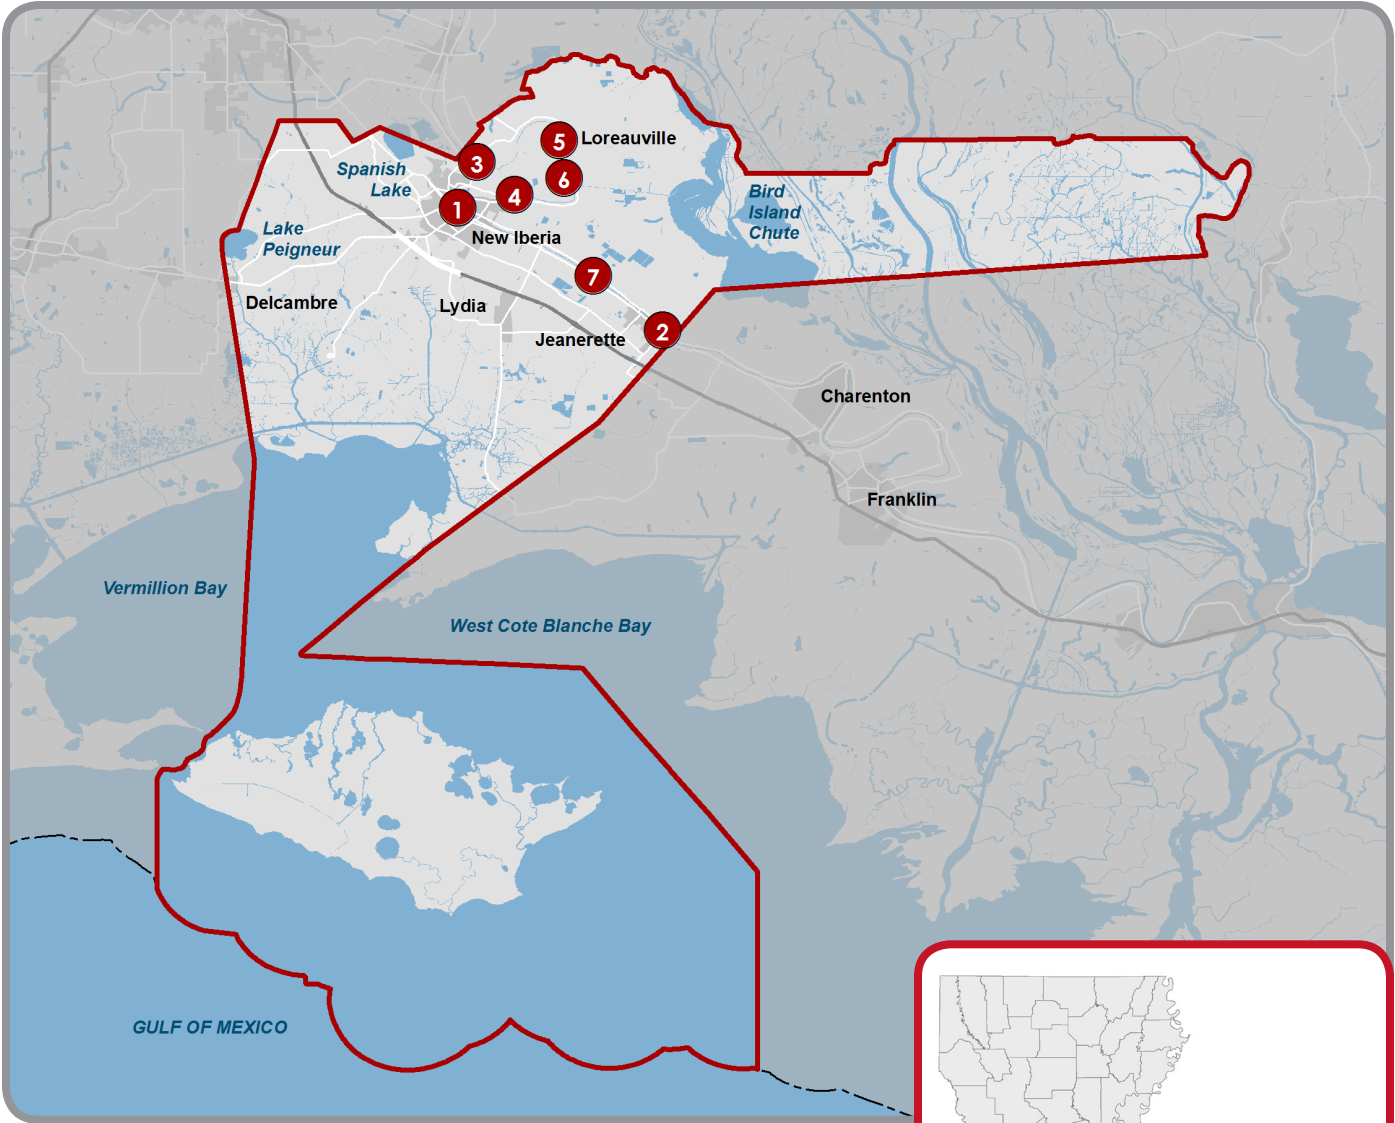 5
Loreauville
3
Spanish
Lake
6
4
Bird
Island
Chute
1
Lake
Peigneur
New Iberia
7
Delcambre
Lydia
2
Jeanerette
Charenton
Franklin
Vermillion Bay
West Cote Blanche Bay
GULF OF MEXICO